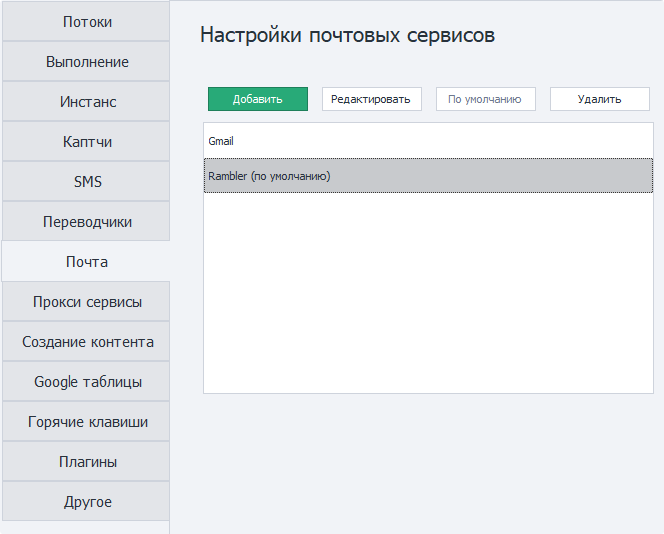 Потоки
Выполнение
Инстанс
Каптчи
SMS
Переводчики
Почта
Прокси сервисы
Создание контента
Google таблицы
Горячие клавиши
Плагины
Другое
Настройки почтовых сервисов
Добавить
Редактировать
По умолчанию
Удалить
Gmail
Rambler (по умолчанию)